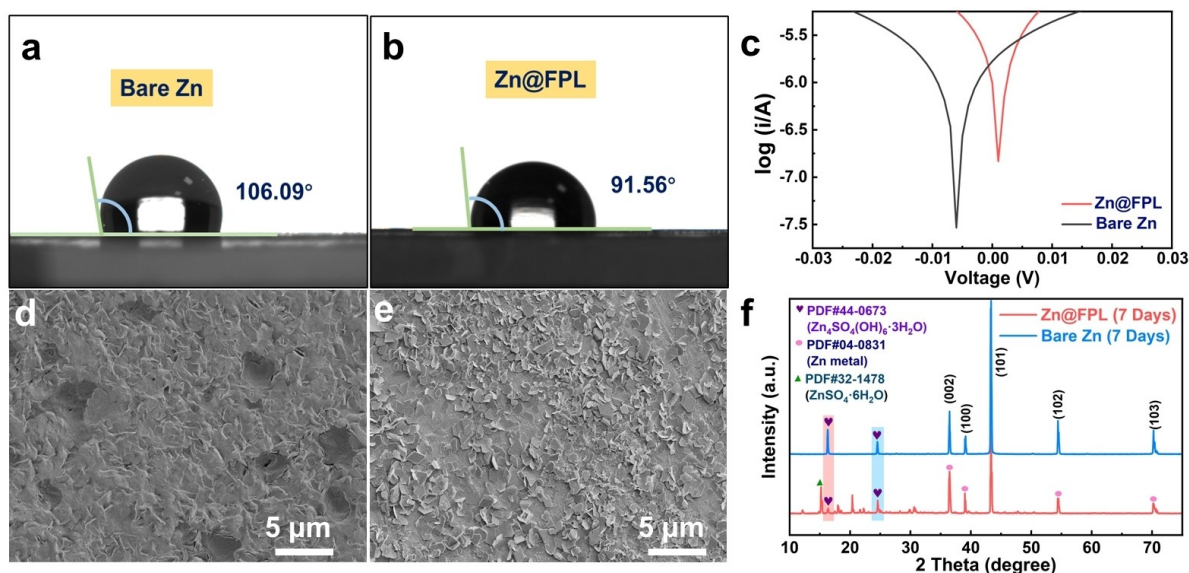 a
Bare Zn
106.09°
b
Zn@FPL
91.56°
c
log (i/A)
-5.5
-6.0
-6.5
-7.0
-7.5
Zn@FPL
Bare Zn
-0.03 -0.02 -0.01 0.00 0.01 0.02 0.03
Voltage (V)
d
5 μm
e
5 μm
f
PDF#44-0673
(Zn₄SO₄(OH)₆·3H₂O)
PDF#04-0831
(Zn metal)
PDF#32-1478
(ZnSO₄·6H₂O)
Zn@FPL (7 Days)
Bare Zn (7 Days)
Intensity (a.u.)
(002)
(100)
(101)
(102)
(103)
10 20 30 40 50 60 70
2 Theta (degree)